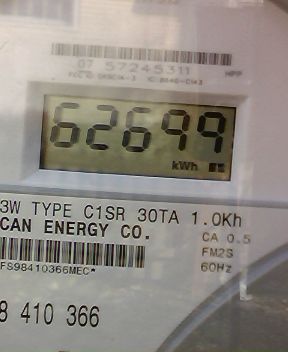 07 57245311 MPP
62699
kWh
3W TYPE C1SR 30TA 1.0Kh
CAN ENERGY CO. CA 0.5
FM2S
FS98410366MEC* 60Hz
8 410 366